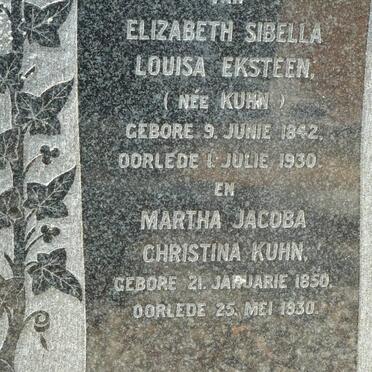 VAN
ELIZABETH SIBELLA
LOUISA EKSTEEN,
( NÉE KUHN )
GEBORE 9. JUNIE 1842,
OORLEDE 1. JULIE 1930.
EN
MARTHA JACOBA
CHRISTINA KUHN,
GEBORE 21. JANUARIE 1850,
OORLEDE 25. MEI 1930.